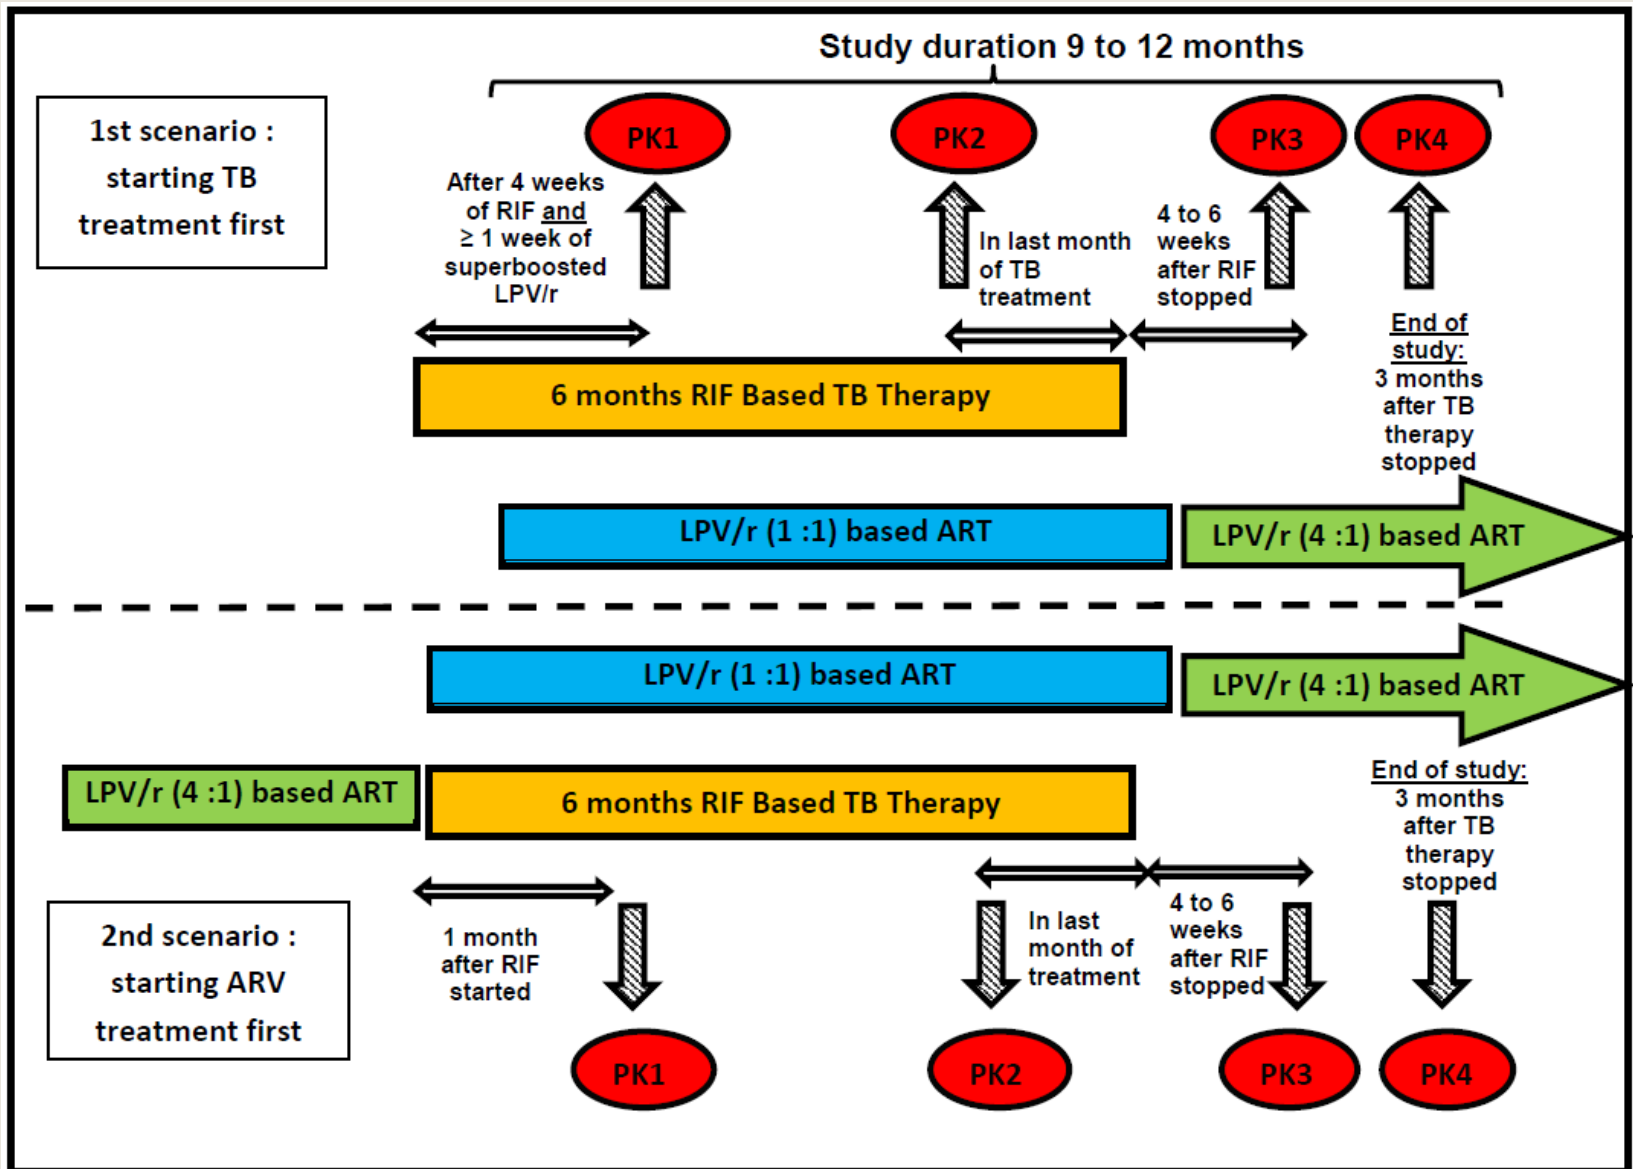 Study duration 9 to 12 months
1st scenario :
starting TB
treatment first
PK1
PK2
PK3
PK4
After 4 weeks
of RIF and
≥ 1 week of
superboosted
LPV/r
In last month
of TB
treatment
4 to 6
weeks
after RIF
stopped
End of
study:
3 months
after TB
therapy
stopped
6 months RIF Based TB Therapy
LPV/r (1 :1) based ART
LPV/r (4 :1) based ART
LPV/r (1 :1) based ART
LPV/r (4 :1) based ART
LPV/r (4 :1) based ART
6 months RIF Based TB Therapy
End of study:
3 months
after TB
therapy
stopped
2nd scenario :
starting ARV
treatment first
1 month
after RIF
started
In last
month of
treatment
4 to 6
weeks
after RIF
stopped
PK1
PK2
PK3
PK4